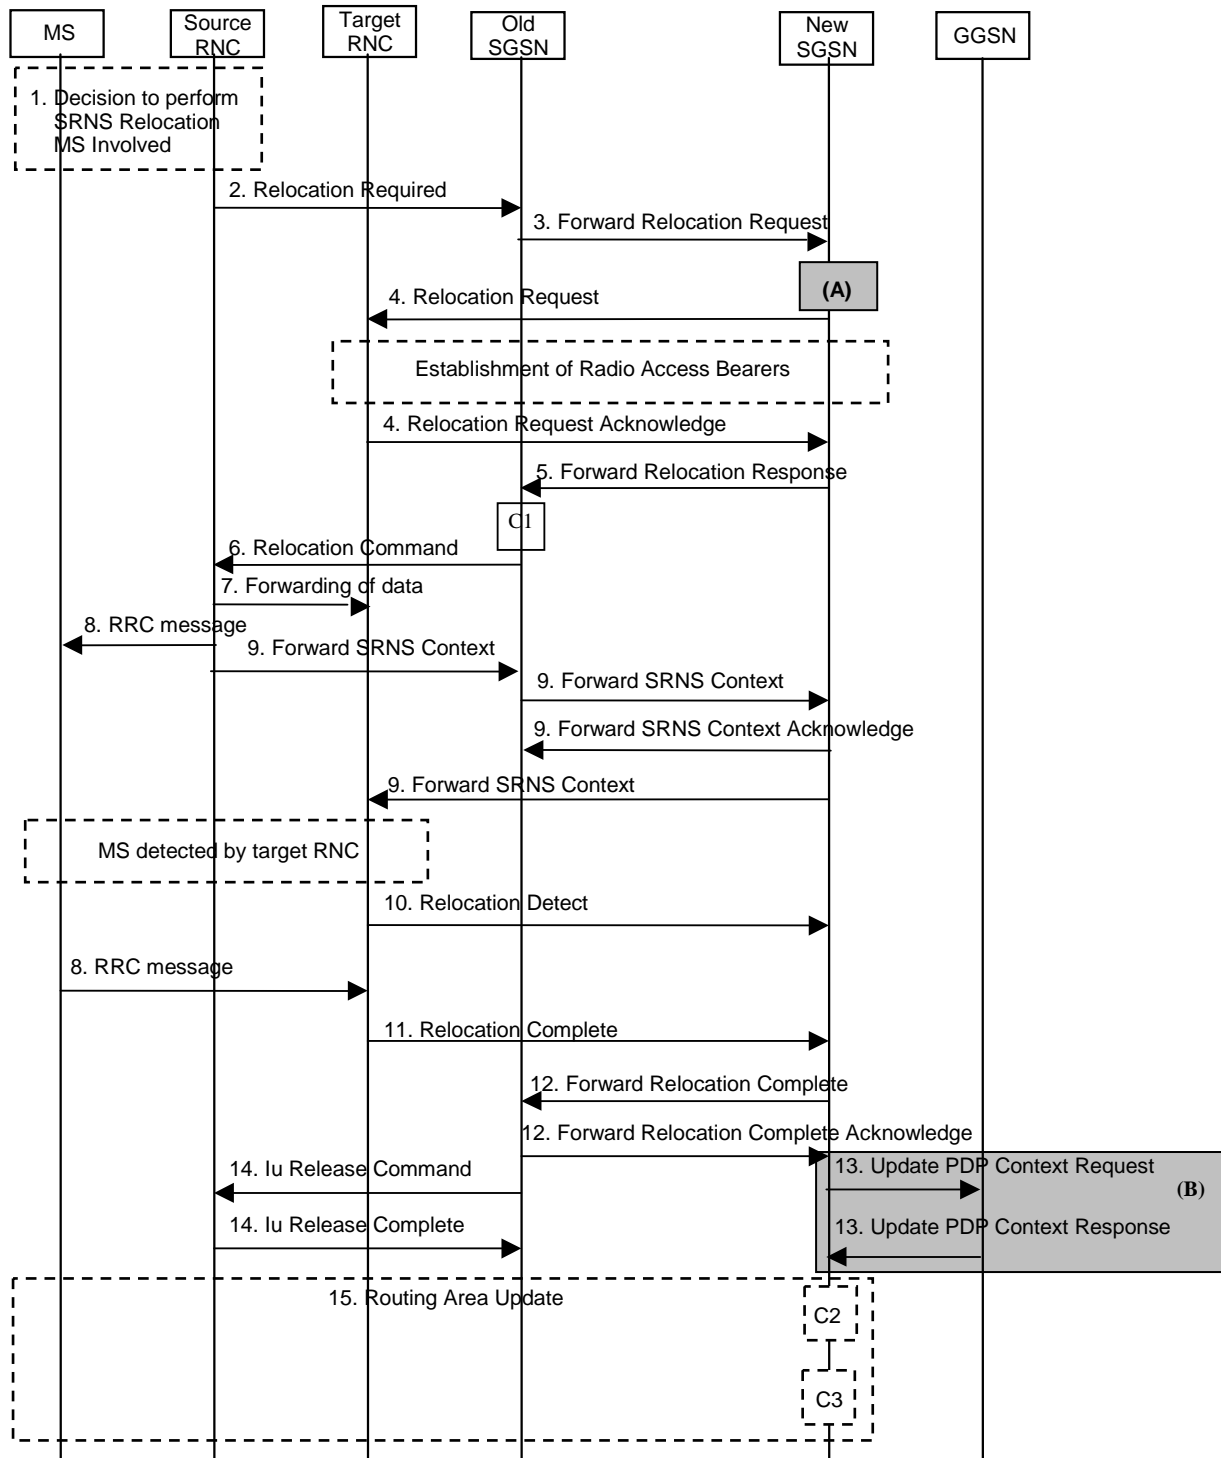 MS
Source
RNC
Target
RNC
Old
SGSN
New
SGSN
GGSN
1. Decision to perform
SRNS Relocation
MS Involved
2. Relocation Required
3. Forward Relocation Request
(A)
4. Relocation Request
Establishment of Radio Access Bearers
4. Relocation Request Acknowledge
5. Forward Relocation Response
C1
6. Relocation Command
7. Forwarding of data
8. RRC message
9. Forward SRNS Context
9. Forward SRNS Context
9. Forward SRNS Context Acknowledge
9. Forward SRNS Context
MS detected by target RNC
10. Relocation Detect
8. RRC message
11. Relocation Complete
12. Forward Relocation Complete
12. Forward Relocation Complete Acknowledge
14. Iu Release Command
13. Update PDP Context Request
(B)
14. Iu Release Complete
13. Update PDP Context Response
15. Routing Area Update
C2
C3